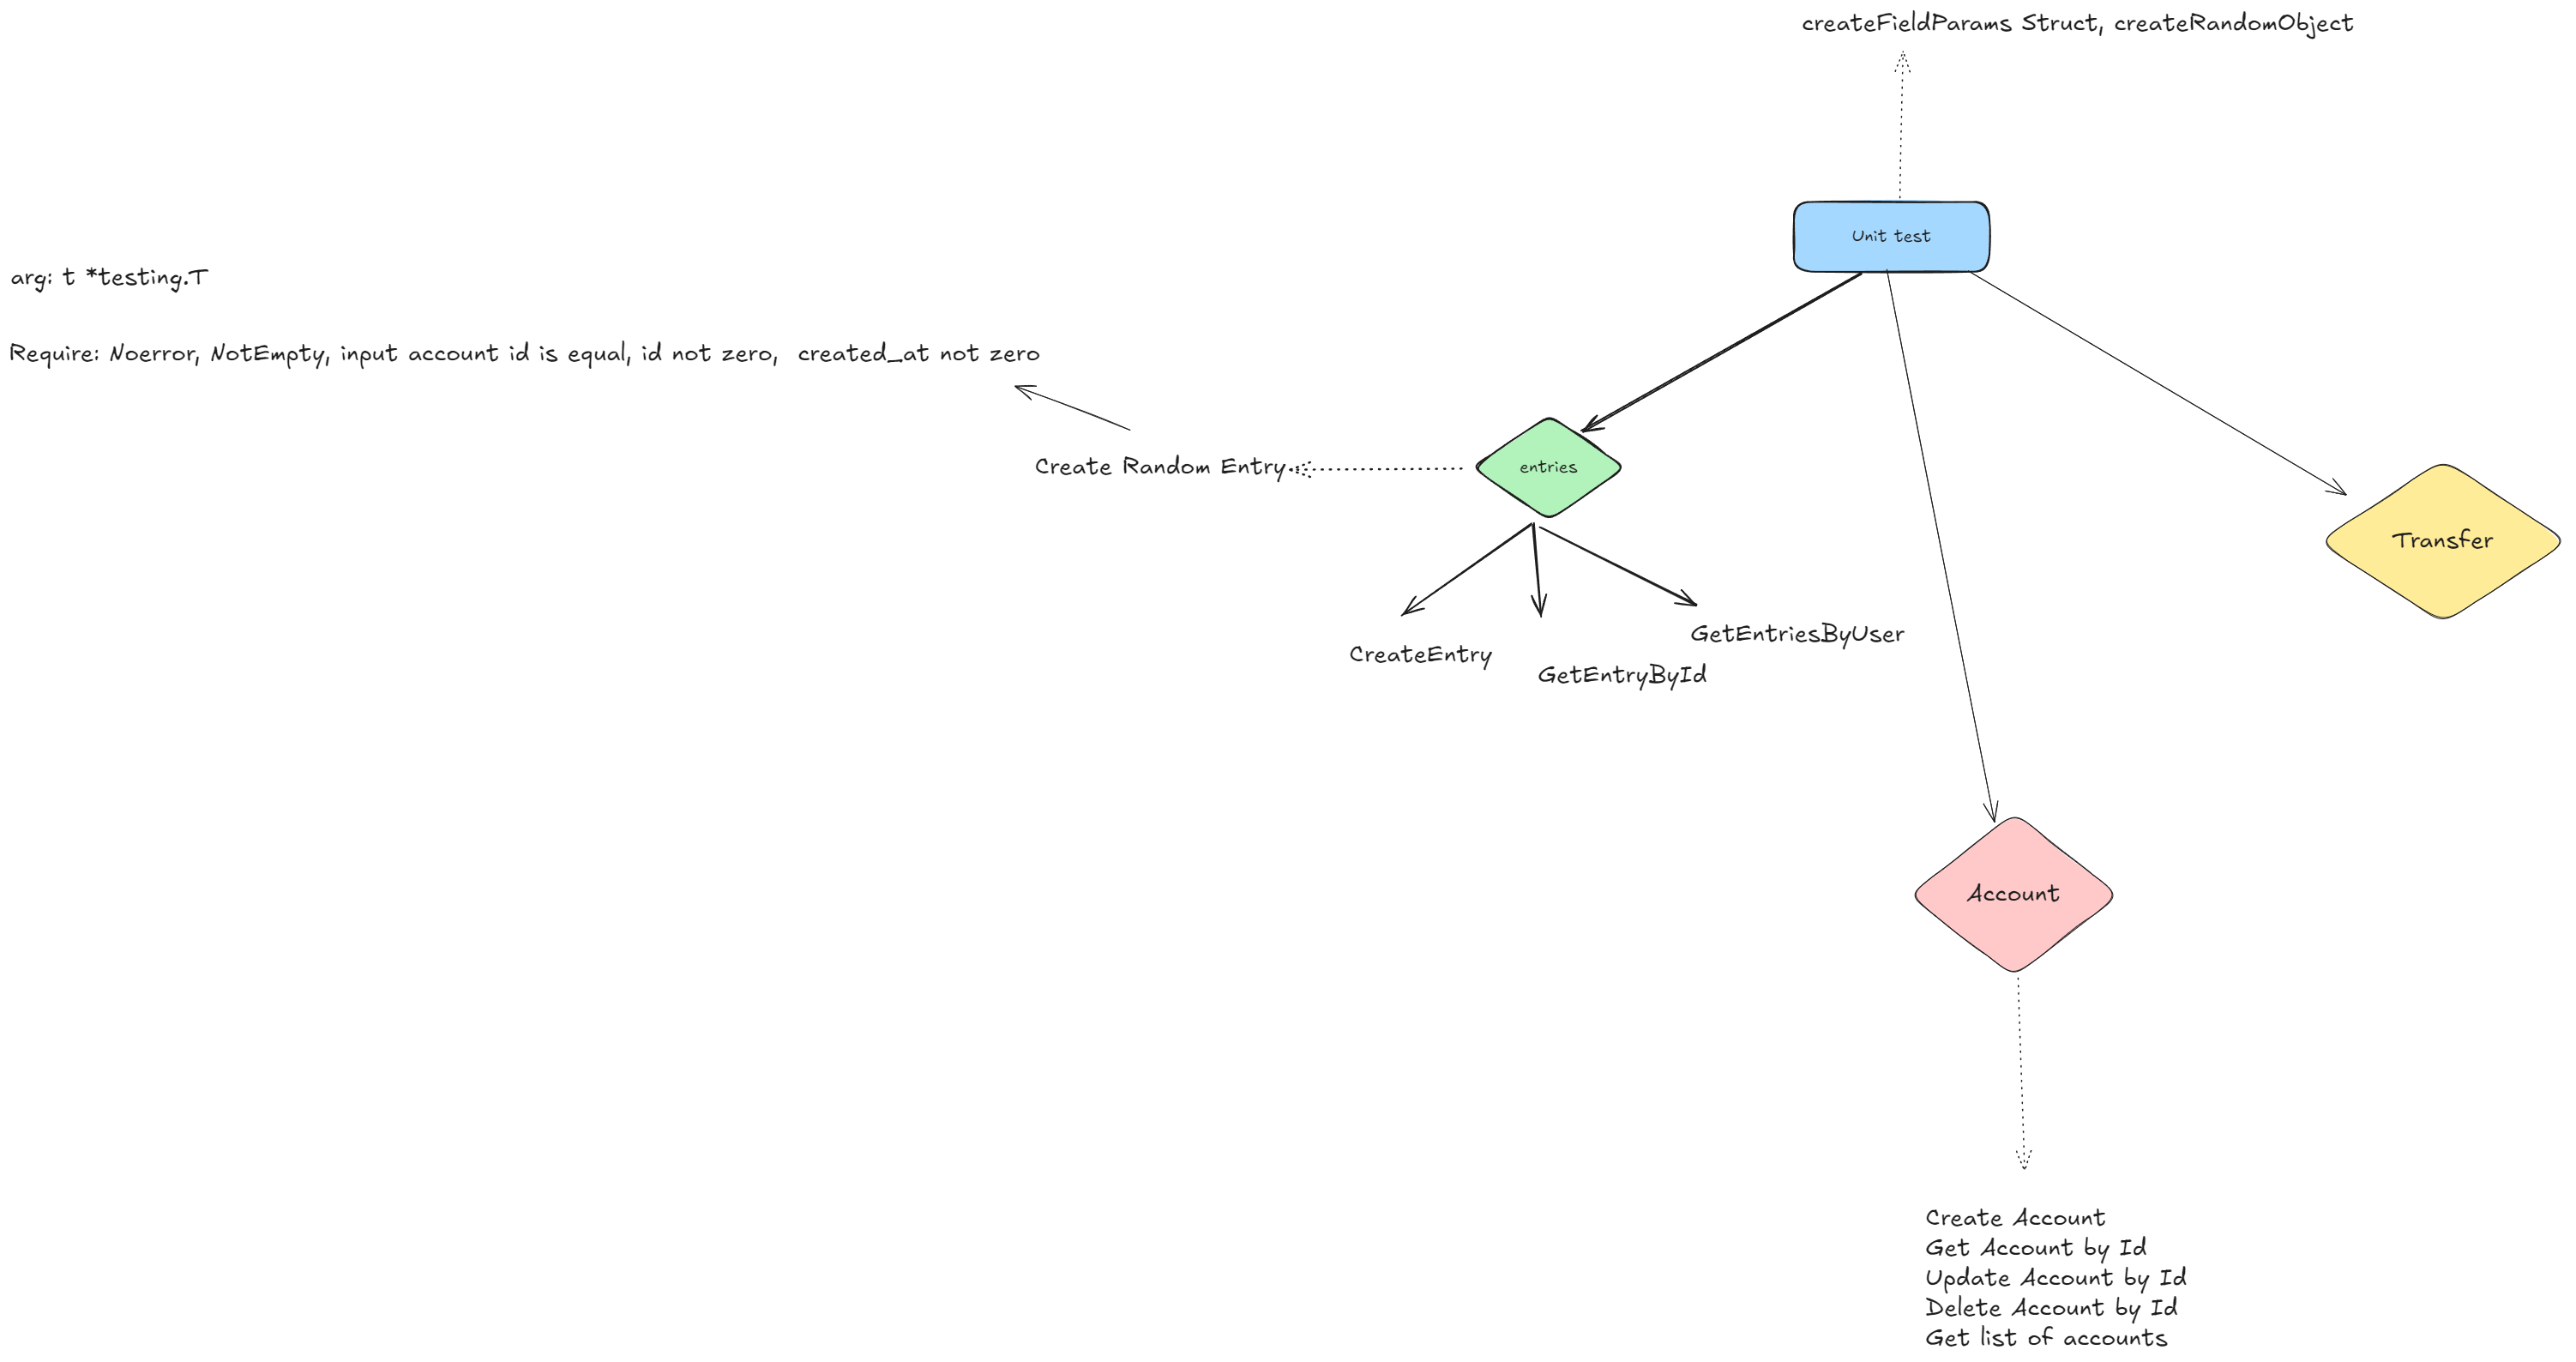 createFieldParams Struct, createRandomObject
Unit test
arg: t *testing.T
Require: Noerror, NotEmpty, input account id is equal, id not zero,  created_at not zero
Create Random Entry
entries
Transfer
CreateEntry
GetEntryById
GetEntriesByUser
Account
Create Account
Get Account by Id
Update Account by Id
Delete Account by Id
Get list of accounts